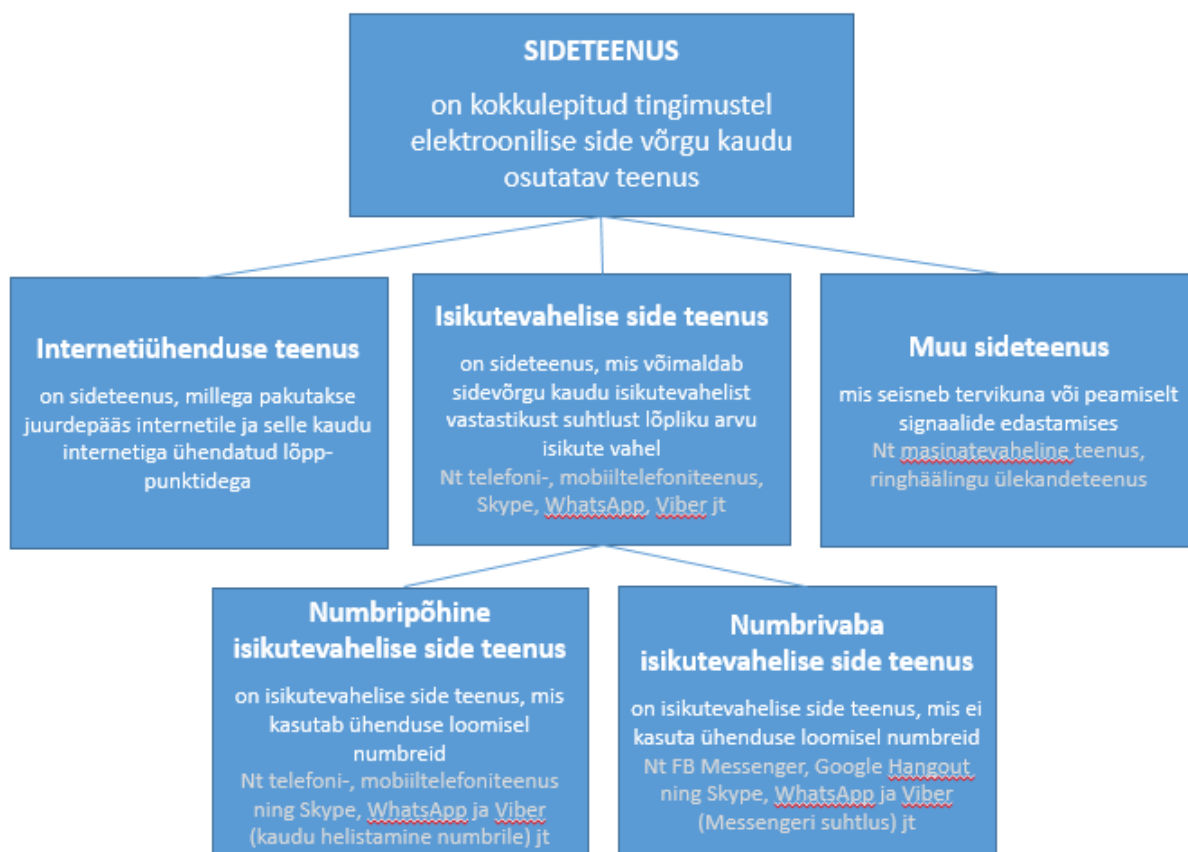 SIDETEENUS
on kokkulepitud tingimustel
elektroonilise side võrgu kaudu
osutatav teenus
Internetiühenduse teenus
on sideteenus, millega pakutakse
juurdepääs internetile ja selle kaudu
internetiga ühendatud lõpp-
punktidega
Isikutevahelise side teenus
on sideteenus, mis võimaldab
sidevõrgu kaudu isikutevahelist
vastastikust suhtlust lõpliku arvu
isikute vahel
Nt telefoni-, mobiiltelefoniteenus,
Skype, WhatsApp, Viber jt
Muu sideteenus
mis seisneb tervikuna või peamiselt
signaalide edastamises
Nt masinatevaheline teenus,
ringhäälingu ülekandeteenus
Numbripõhine
isikutevahelise side teenus
on isikutevahelise side teenus, mis
kasutab ühenduse loomisel
numbreid
Nt telefoni-, mobiiltelefoniteenus
ning Skype, WhatsApp ja Viber
(kaudu helistamine numbrile) jt
Numbrivaba
isikutevahelise side teenus
on isikutevahelise side teenus, mis ei
kasuta ühenduse loomisel numbreid
Nt FB Messenger, Google Hangout
ning Skype, WhatsApp ja Viber
(Messengeri suhtlus) jt